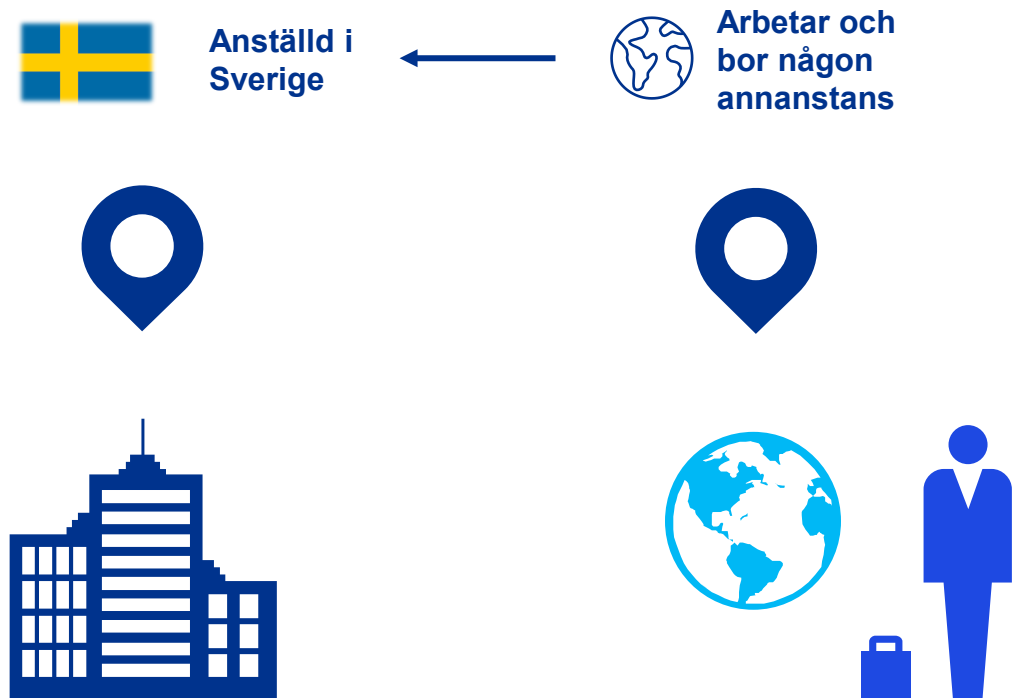 Anställd i
Sverige
Arbetar och
bor någon
annanstans